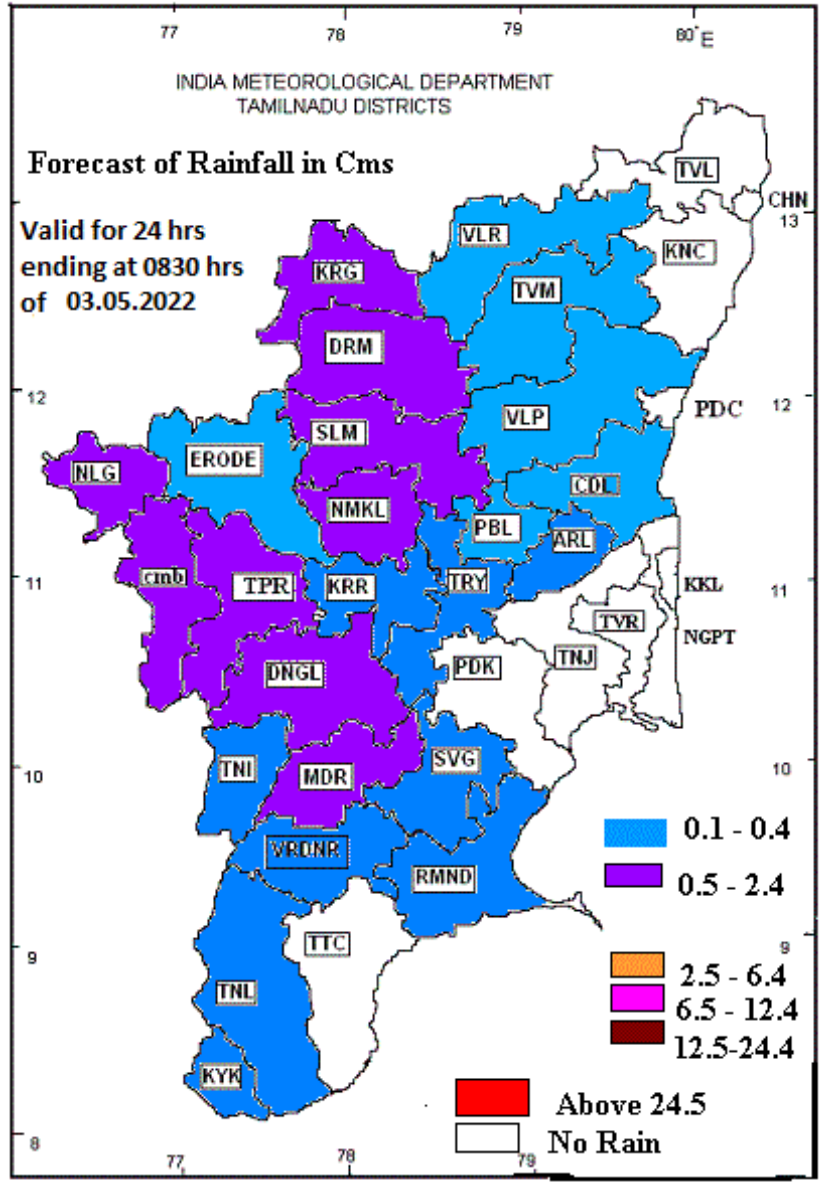 77 78 79 80° E
INDIA METEOROLOGICAL DEPARTMENT
TAMILNADU DISTRICTS
Forecast of Rainfall in Cms
TVL
CHN
13
Valid for 24 hrs
ending at 0830 hrs
of 03.05.2022
VLR
KNC
KRG
TVM
DRM
12
12
PDC
VLP
SLM
ERODE
NLG
CDL
NMKL
PBL
ARL
11
11
cmb
TPR
KRR
TRY
KKL
TVR
NGPT
DNGL
PDK
TNJ
10
10
TNI
MDR
SVG
0.1 - 0.4
VRDNR
RMND
0.5 - 2.4
9
9
TTC
2.5 - 6.4
TNL
6.5 - 12.4
12.5-24.4
KYK
Above 24.5
8
No Rain
77 78 79